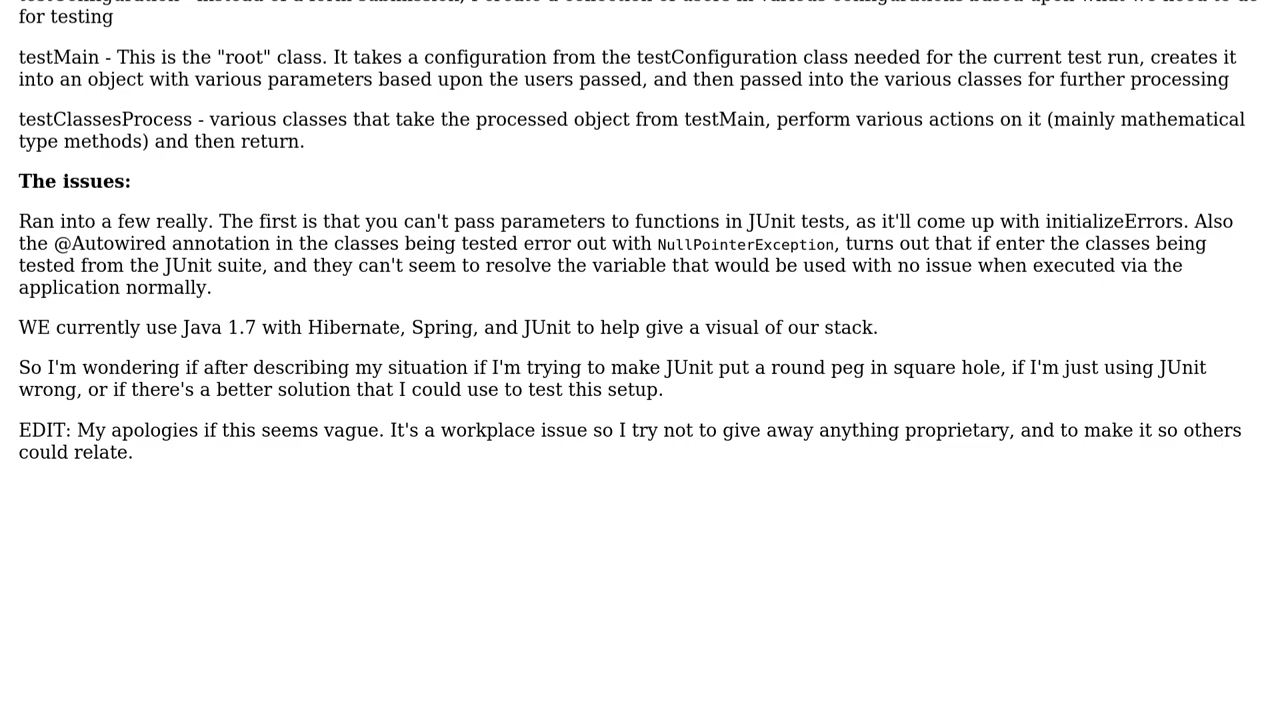 for testing
testMain - This is the "root" class. It takes a configuration from the testConfiguration class needed for the current test run, creates it
into an object with various parameters based upon the users passed, and then passed into the various classes for further processing
testClassesProcess - various classes that take the processed object from testMain, perform various actions on it (mainly mathematical
type methods) and then return.
The issues:
Ran into a few really. The first is that you can't pass parameters to functions in JUnit tests, as it'll come up with initializeErrors. Also
the @Autowired annotation in the classes being tested error out with NullPointerException, turns out that if enter the classes being
tested from the JUnit suite, and they can't seem to resolve the variable that would be used with no issue when executed via the
application normally.
WE currently use Java 1.7 with Hibernate, Spring, and JUnit to help give a visual of our stack.
So I'm wondering if after describing my situation if I'm trying to make JUnit put a round peg in square hole, if I'm just using JUnit
wrong, or if there's a better solution that I could use to test this setup.
EDIT: My apologies if this seems vague. It's a workplace issue so I try not to give away anything proprietary, and to make it so others
could relate.